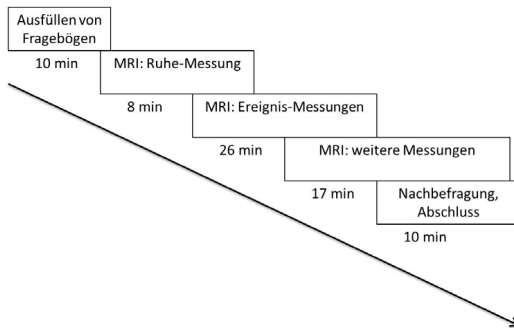 Ausfüllen von
Fragebögen
10 min
MRI: Ruhe-Messung
8 min
MRI: Ereignis-Messungen
26 min
MRI: weitere Messungen
17 min
Nachbefragung,
Abschluss
10 min